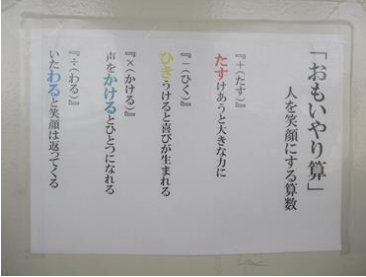 「おもいやり算」
人を笑顔にする算数
『＋(たす)』
たすけあうと大きな力に
『－(ひく)』
ひきうけると喜びが生まれる
『×(かける)』
声をかけるとひとつになれる
『÷(わる)』
いたわると笑顔は返ってくる